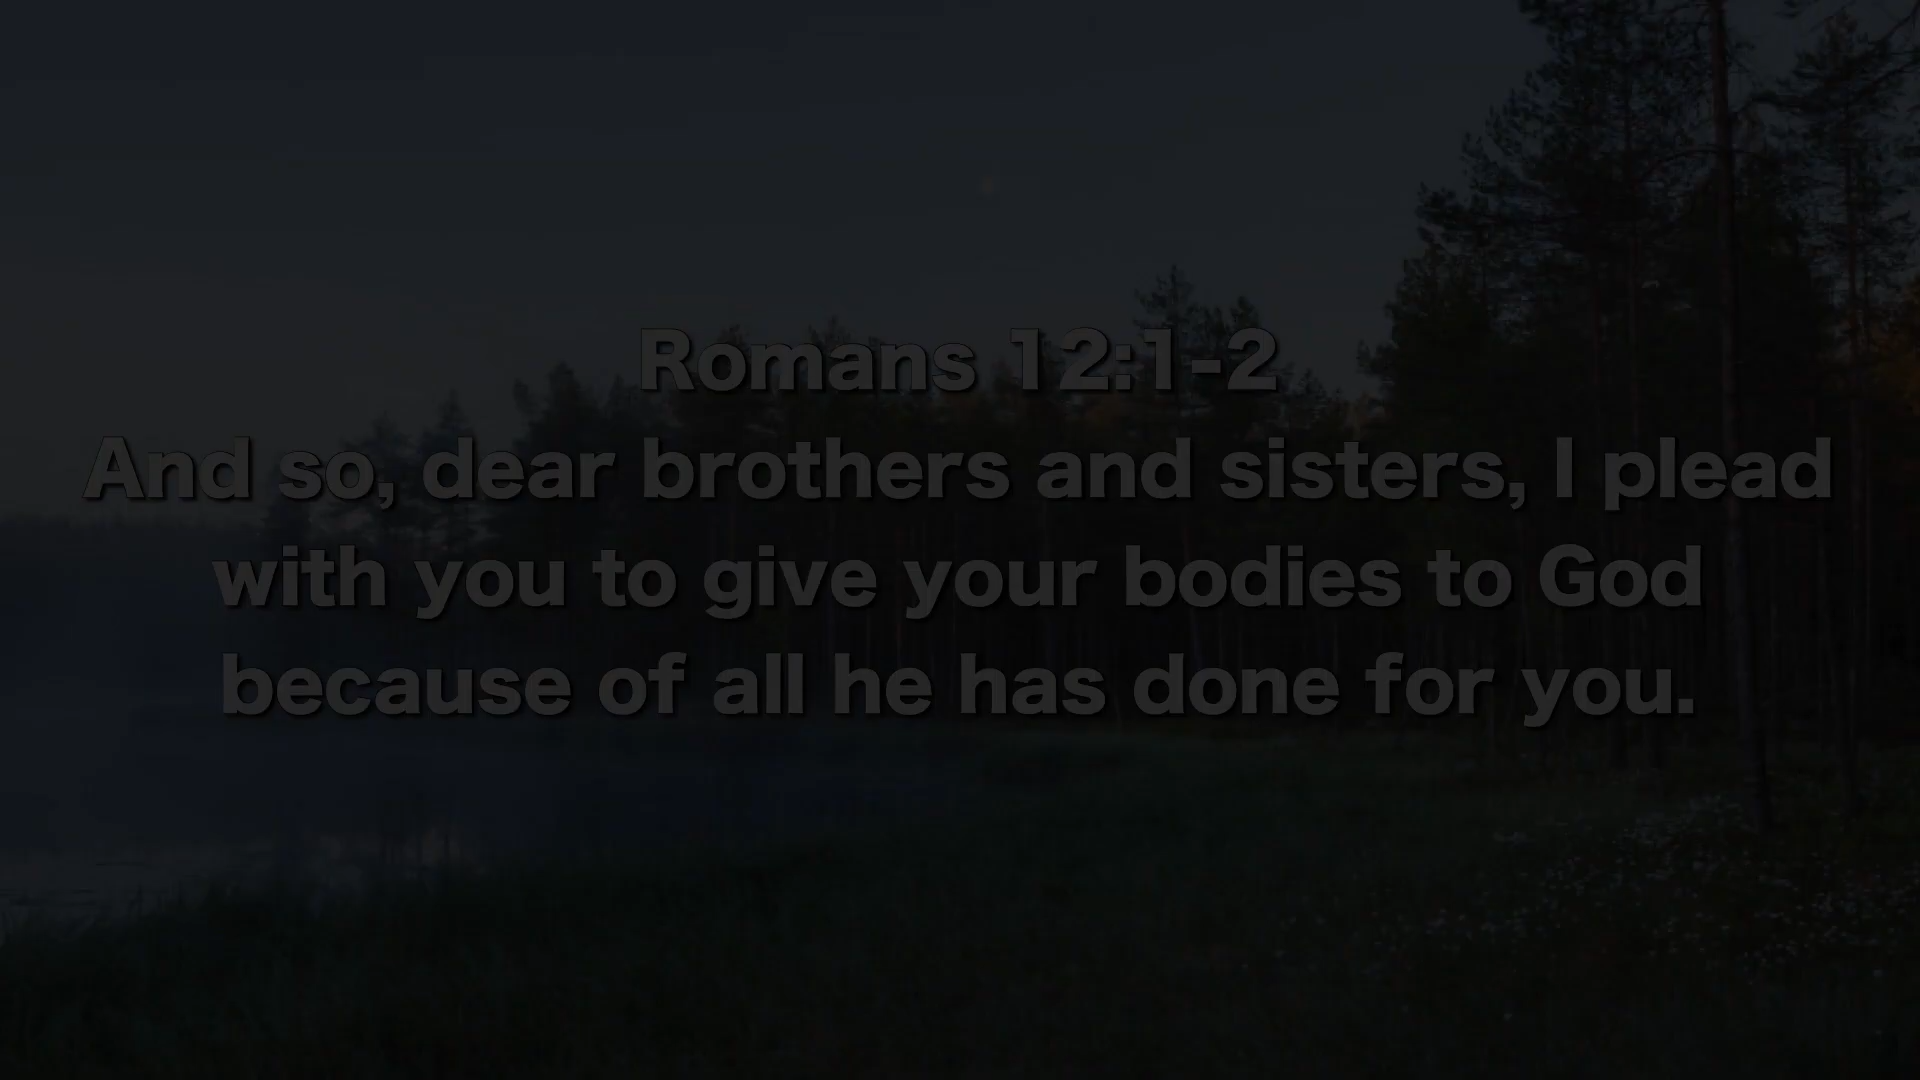 Romans 12:1-2
And so, dear brothers and sisters, I plead
with you to give your bodies to God
because of all he has done for you.